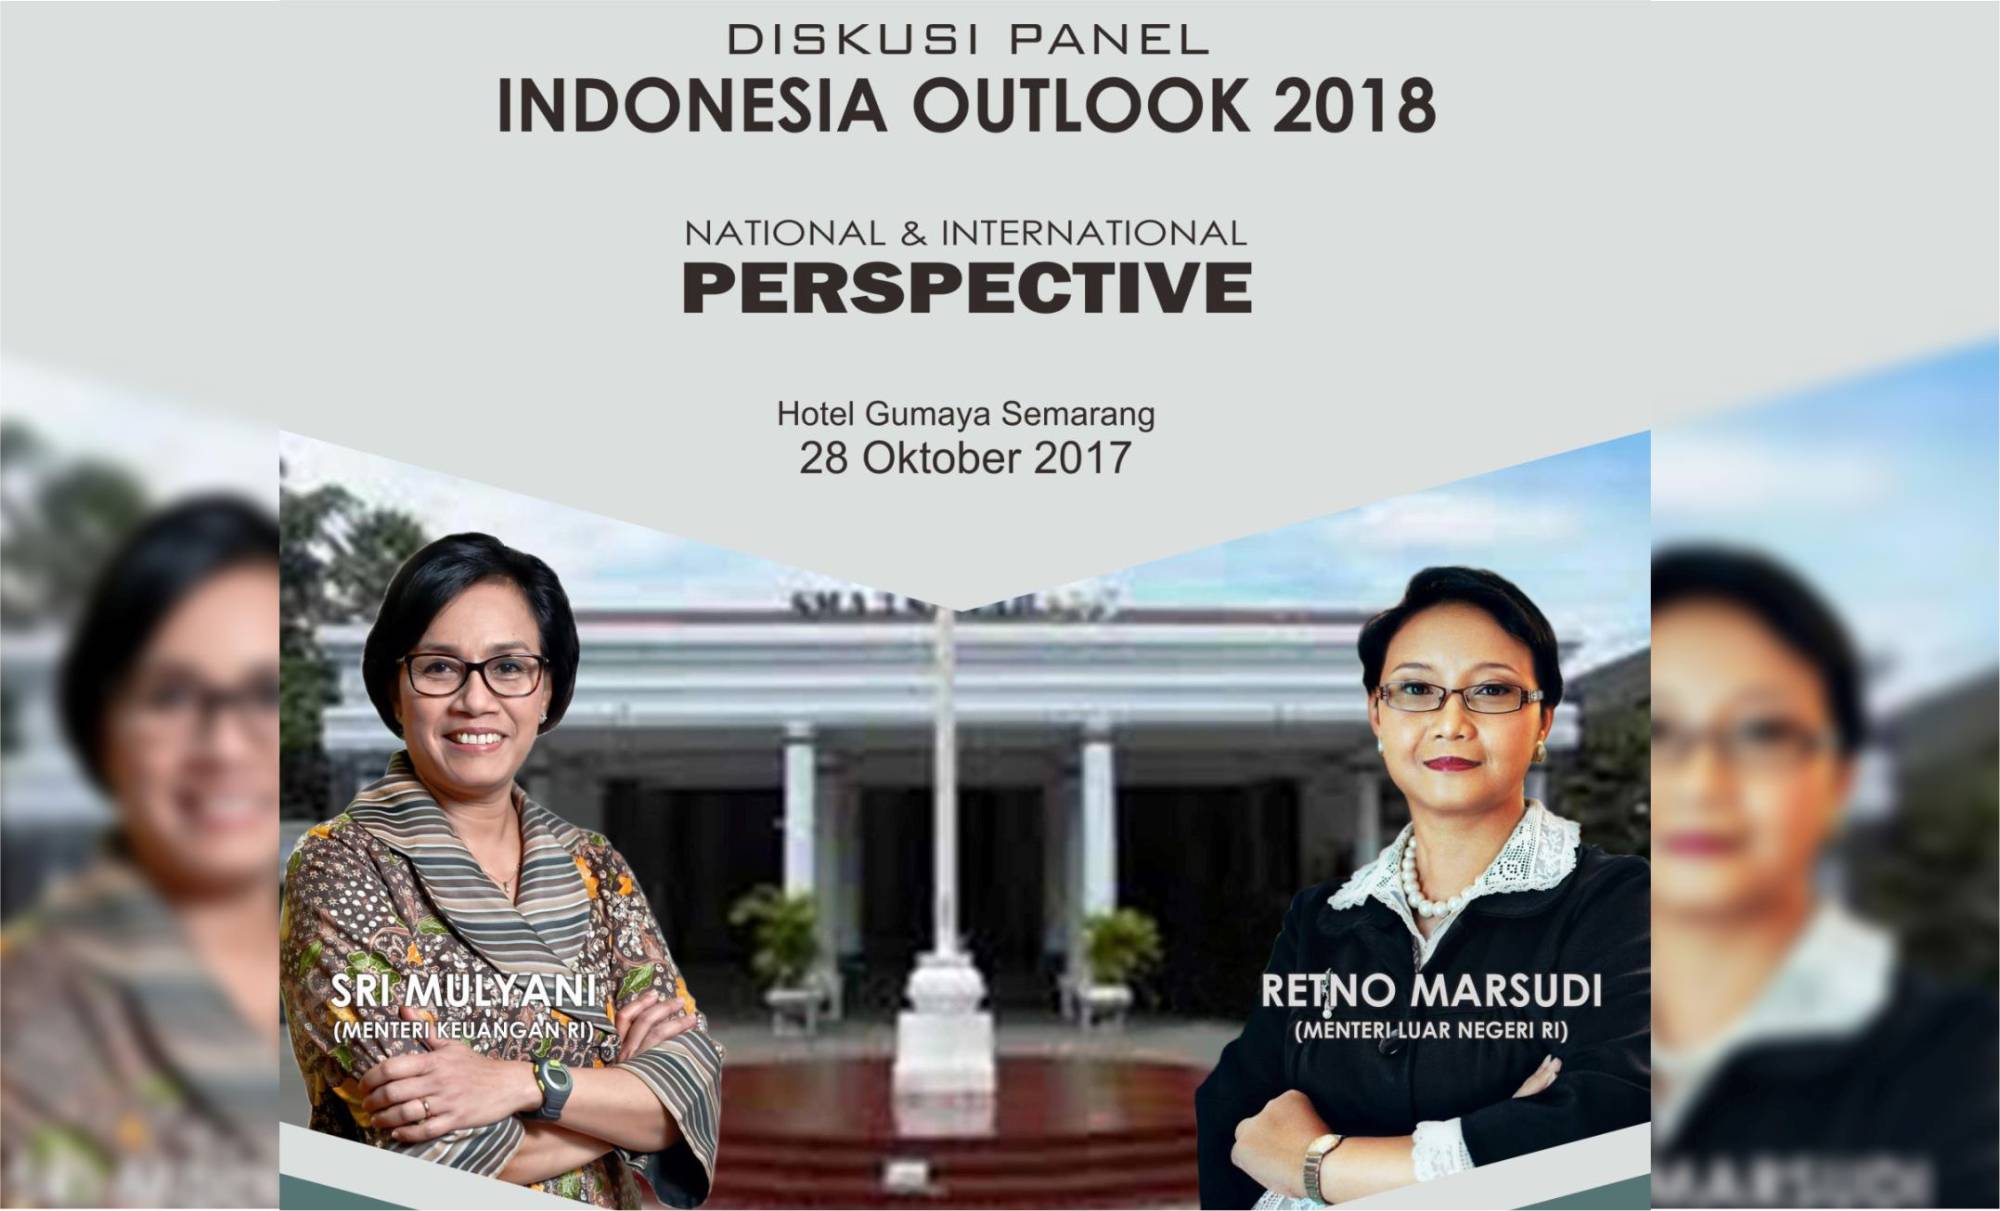 DISKUSI PANEL
INDONESIA OUTLOOK 2018
NATIONAL & INTERNATIONAL
PERSPECTIVE
Hotel Gumaya Semarang
28 Oktober 2017
SRI MULYANI
(MENTERI KEUANGAN RI)
RETNO MARSUDI
(MENTERI LUAR NEGERI RI)
MARSUDI